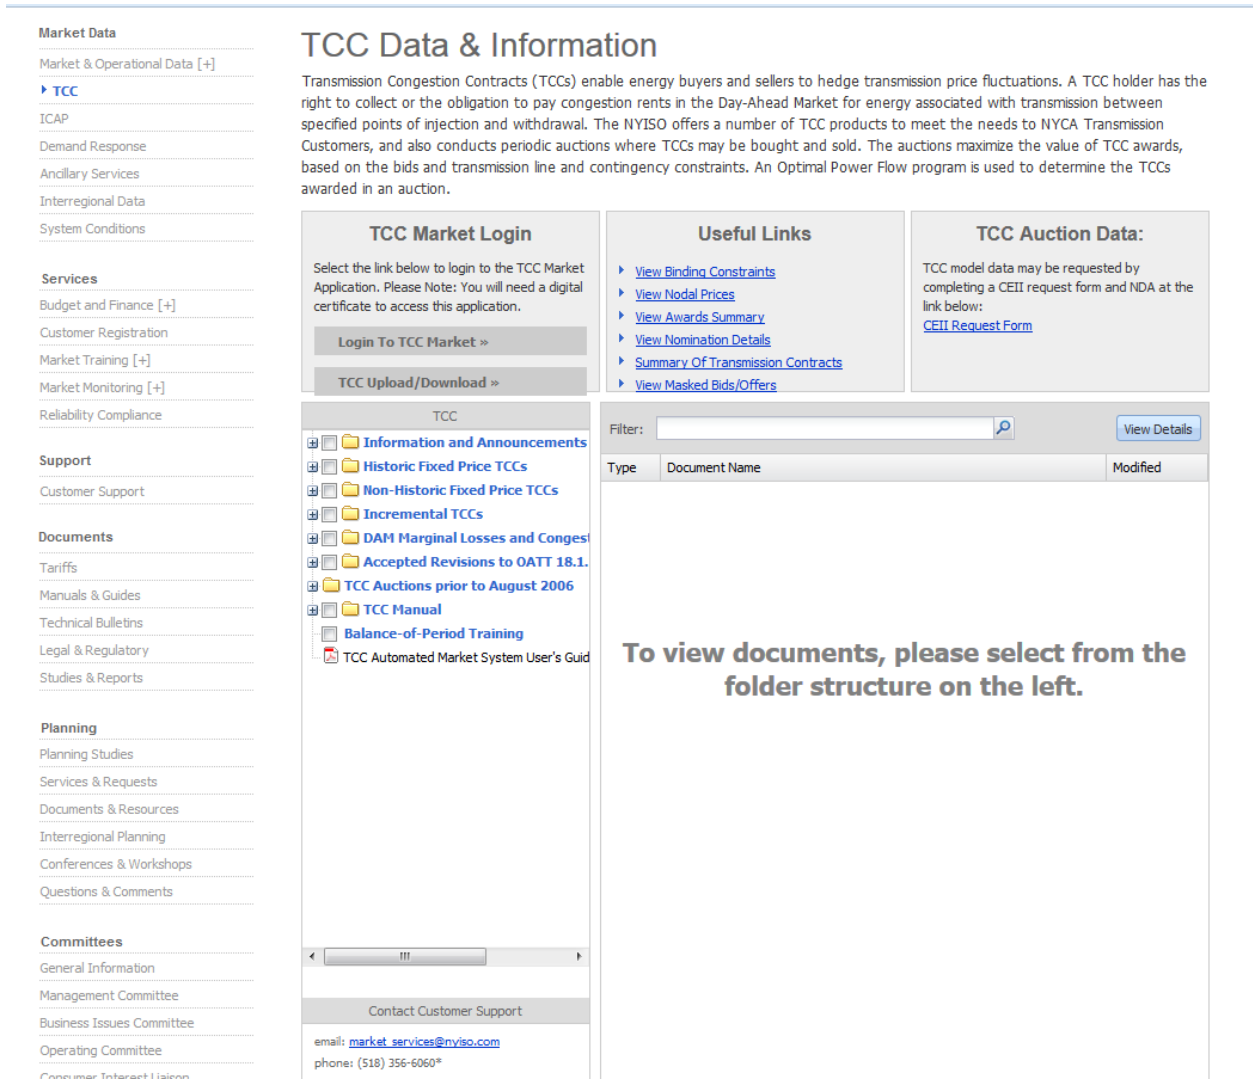 Market Data
Market & Operational Data [+]
TCC
ICAP
Demand Response
Ancillary Services
Interregional Data
System Conditions
Services
Budget and Finance [+]
Customer Registration
Market Training [+]
Market Monitoring [+]
Reliability Compliance
Support
Customer Support
Documents
Tariffs
Manuals & Guides
Technical Bulletins
Legal & Regulatory
Studies & Reports
Planning
Planning Studies
Services & Requests
Documents & Resources
Interregional Planning
Conferences & Workshops
Questions & Comments
Committees
General Information
Management Committee
Business Issues Committee
Operating Committee
Consumer Interest Liaison
TCC Data & Information
Transmission Congestion Contracts (TCCs) enable energy buyers and sellers to hedge transmission price fluctuations. A TCC holder has the
right to collect or the obligation to pay congestion rents in the Day-Ahead Market for energy associated with transmission between
specified points of injection and withdrawal. The NYISO offers a number of TCC products to meet the needs to NYCA Transmission
Customers, and also conducts periodic auctions where TCCs may be bought and sold. The auctions maximize the value of TCC awards,
based on the bids and transmission line and contingency constraints. An Optimal Power Flow program is used to determine the TCCs
awarded in an auction.
TCC Market Login
Select the link below to login to the TCC Market
Application. Please Note: You will need a digital
certificate to access this application.
Login To TCC Market »
TCC Upload/Download »
Useful Links
View Binding Constraints
View Nodal Prices
View Awards Summary
View Nomination Details
Summary Of Transmission Contracts
View Masked Bids/Offers
TCC Auction Data:
TCC model data may be requested by
completing a CEII request form and NDA at the
link below:
CEII Request Form
TCC
Information and Announcements
Historic Fixed Price TCCs
Non-Historic Fixed Price TCCs
Incremental TCCs
DAM Marginal Losses and Congest
Accepted Revisions to OATT 18.1.
TCC Auctions prior to August 2006
TCC Manual
Balance-of-Period Training
TCC Automated Market System User's Guid
Contact Customer Support
email: market_services@nyiso.com
phone: (518) 356-6060*
Filter:
View Details
Type Document Name Modified
To view documents, please select from the
folder structure on the left.